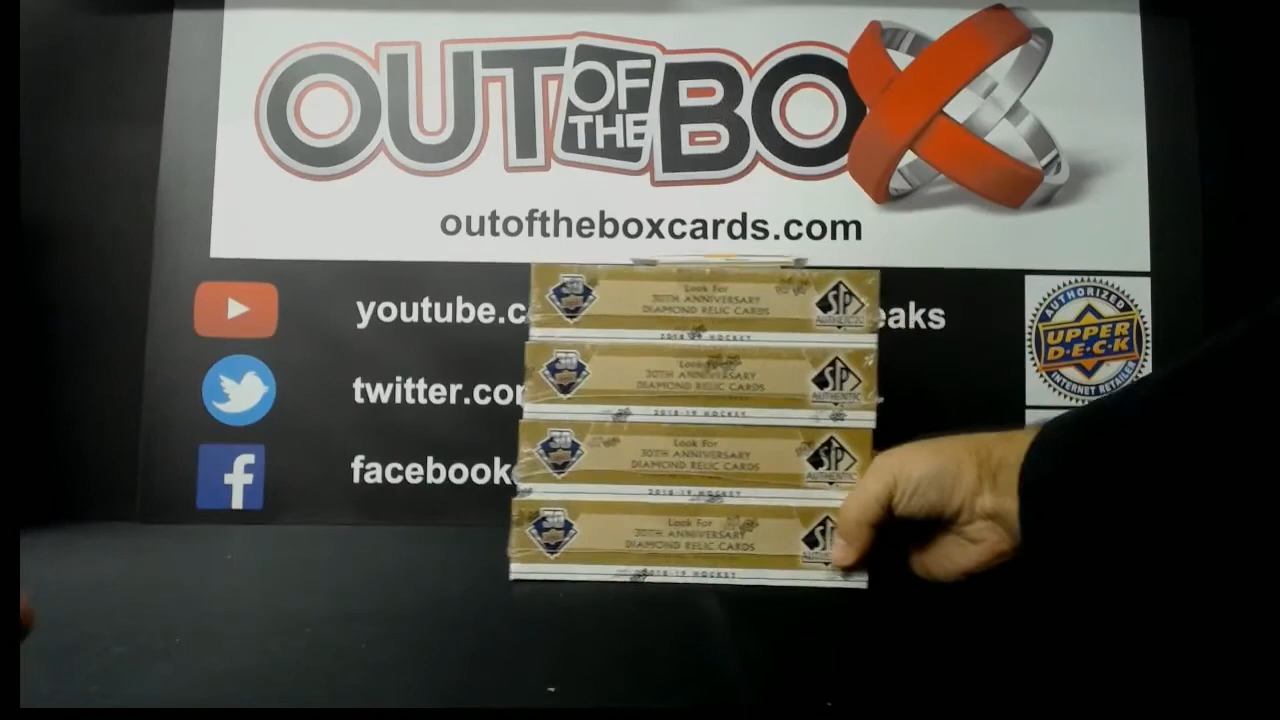 OUT OF THE BOX
outoftheboxcards.com
youtube.c
eaks
twitter.co
facebook
AUTHORIZED
UPPER
D·E·C·K
INTERNET RETAILER
Look For
30TH ANNIVERSARY
DIAMOND RELIC CARDS
SP
AUTHENTIC
2018-19 HOCKEY
Look For
30TH ANNIVERSARY
DIAMOND RELIC CARDS
SP
AUTHENTIC
2018-19 HOCKEY
Look For
30TH ANNIVERSARY
DIAMOND RELIC CARDS
SP
AUTHENTIC
2018-19 HOCKEY
Look For
30TH ANNIVERSARY
DIAMOND RELIC CARDS
2018-19 HOCKEY